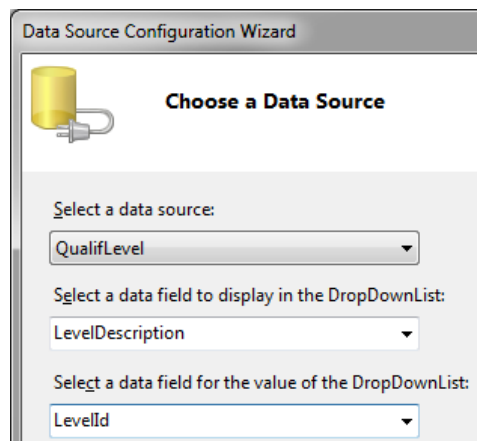 Data Source Configuration Wizard
Choose a Data Source
Select a data source:
QualifLevel
Select a data field to display in the DropDownList:
LevelDescription
Select a data field for the value of the DropDownList:
LevelId